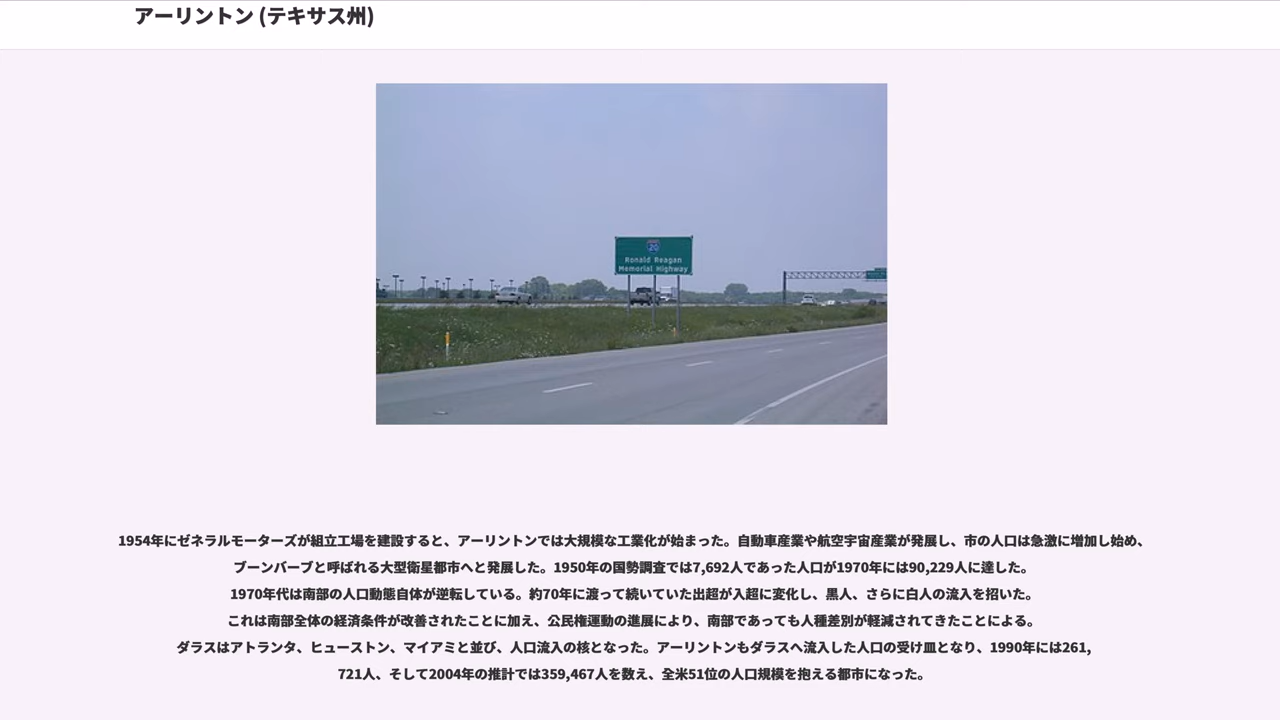 アーリントン (テキサス州)
20
Ronald Reagan
Memorial Highway
1954年にゼネラルモーターズが組立工場を建設すると、アーリントンでは大規模な工業化が始まった。自動車産業や航空宇宙産業が発展し、市の人口は急激に増加し始め、
ブーンバーブと呼ばれる大型衛星都市へと発展した。1950年の国勢調査では7,692人であった人口が1970年には90,229人に達した。
1970年代は南部の人口動態自体が逆転している。約70年に渡って続いていた出超が入超に変化し、黒人、さらに白人の流入を招いた。
これは南部全体の経済条件が改善されたことに加え、公民権運動の進展により、南部であっても人種差別が軽減されてきたことによる。
ダラスはアトランタ、ヒューストン、マイアミと並び、人口流入の核となった。アーリントンもダラスへ流入した人口の受け皿となり、1990年には261,
721人、そして2004年の推計では359,467人を数え、全米51位の人口規模を抱える都市になった。